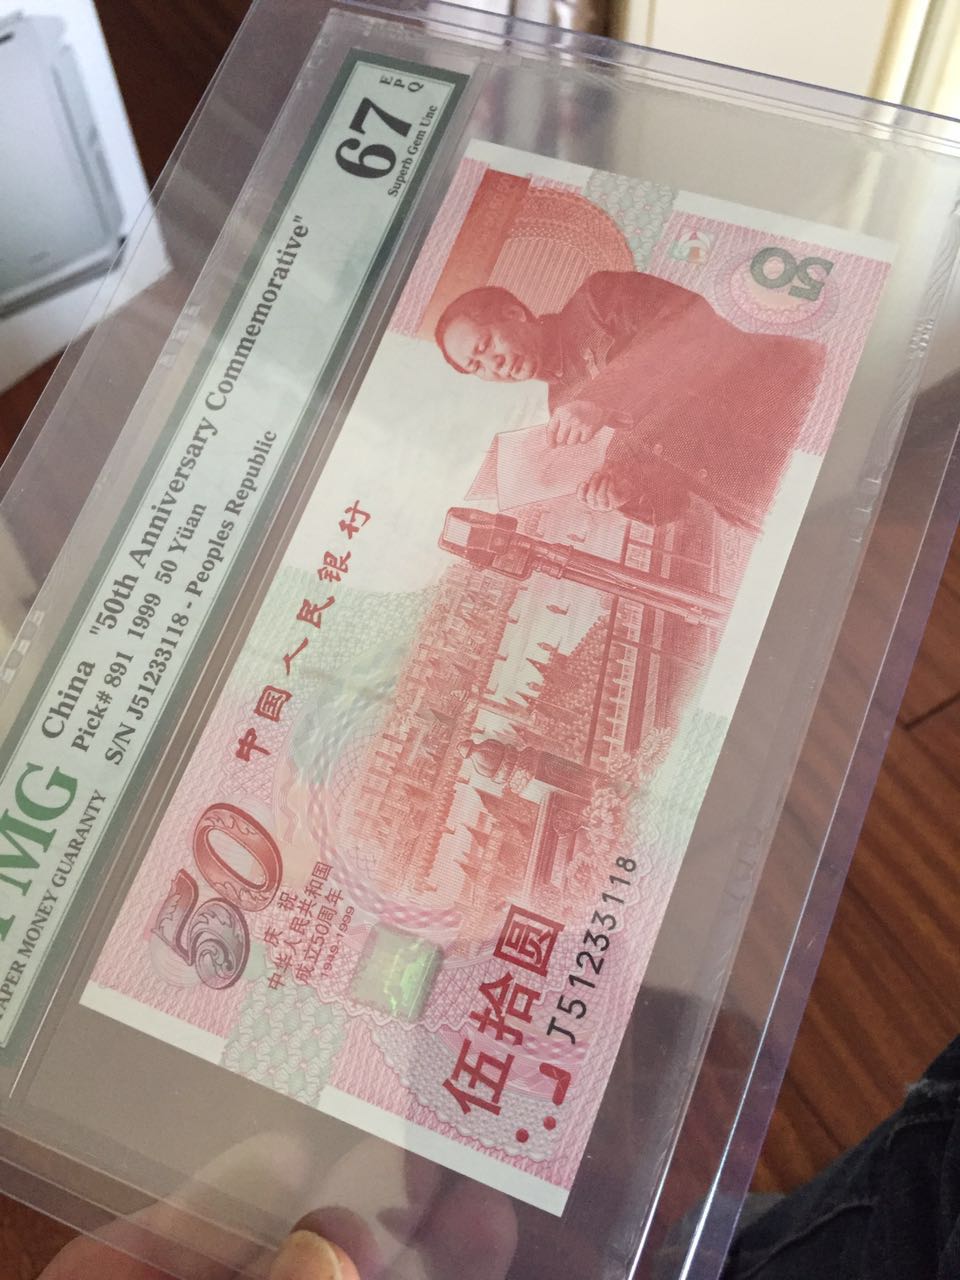 PMG
PAPER MONEY GUARANTY
China "50th Anniversary Commemorative"
Pick# 891 1999 50 Yüan
S/N J51233118 - Peoples Republic
67
EPQ
Superb Gem Unc
中国人民银行
50
庆祝
中华人民共和国
成立50周年
1949-1999
50
伍拾圆
J51233118